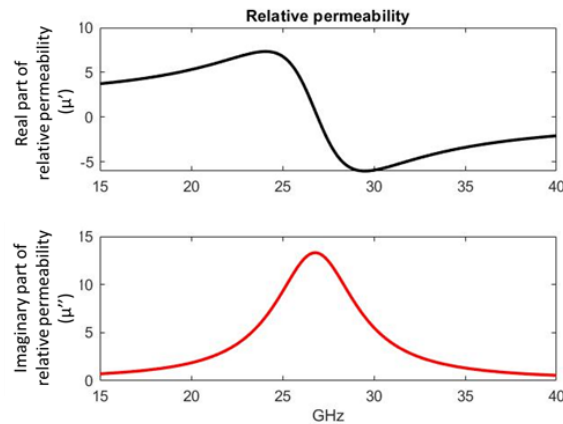 Relative permeability
Real part of
relative permeability
(μ′)
10
5
0
-5
15 20 25 30 35 40
Imaginary part of
relative permeability
(μ′′)
15
10
5
0
15 20 25 30 35 40
GHz